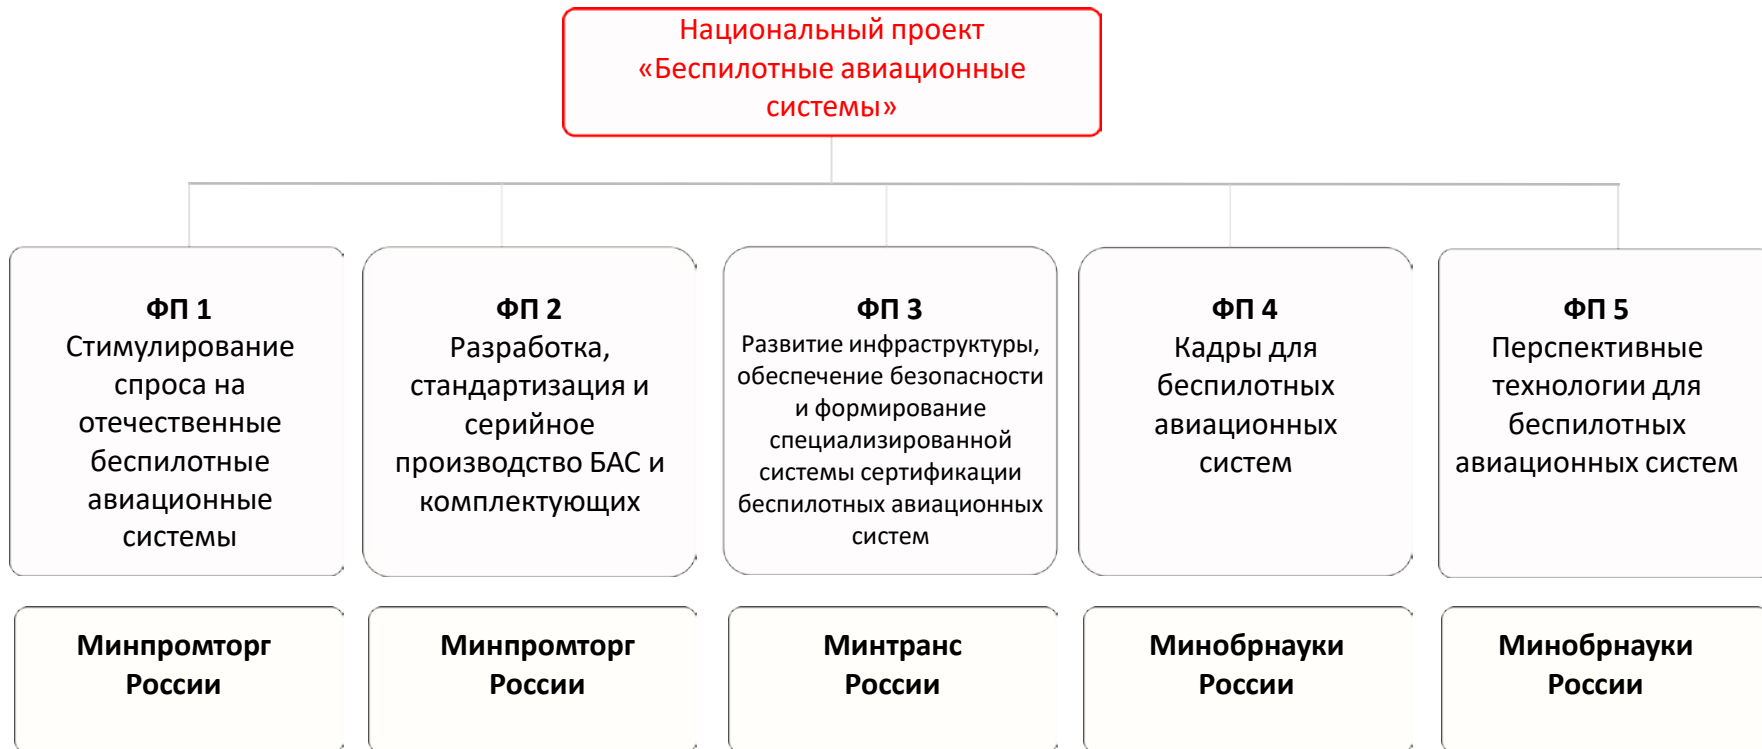 Национальный проект
«Беспилотные авиационные
системы»
ФП 1
Стимулирование
спроса на
отечественные
беспилотные
авиационные
системы
ФП 2
Разработка,
стандартизация и
серийное
производство БАС и
комплектующих
ФП 3
Развитие инфраструктуры,
обеспечение безопасности
и формирование
специализированной
системы сертификации
беспилотных авиационных
систем
ФП 4
Кадры для
беспилотных
авиационных
систем
ФП 5
Перспективные
технологии для
беспилотных
авиационных систем
Минпромторг
России
Минпромторг
России
Минтранс
России
Минобрнауки
России
Минобрнауки
России